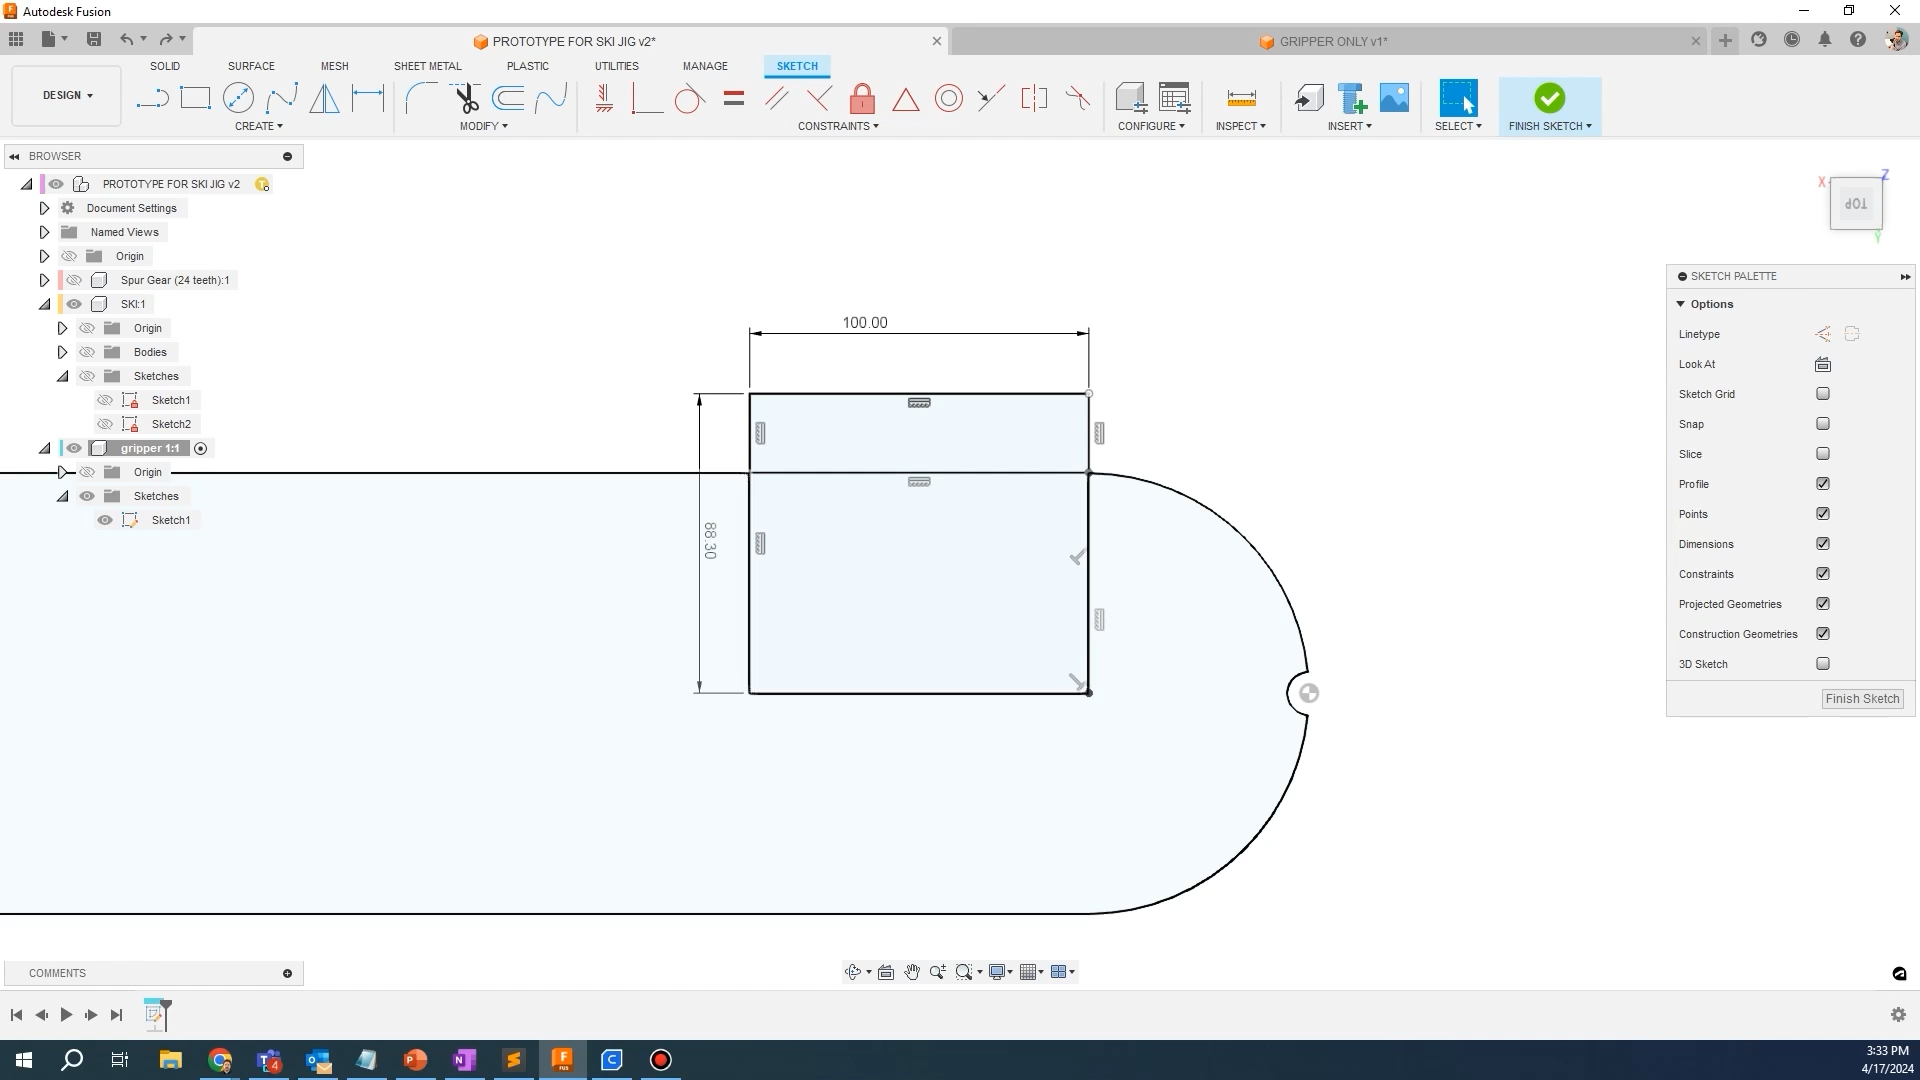 Autodesk Fusion
PROTOTYPE FOR SKI JIG v2*
GRIPPER ONLY v1*
DESIGN
SOLID
SURFACE
MESH
SHEET METAL
PLASTIC
UTILITIES
MANAGE
SKETCH
CREATE
MODIFY
CONSTRAINTS
CONFIGURE
INSPECT
INSERT
SELECT
FINISH SKETCH
BROWSER
PROTOTYPE FOR SKI JIG v2
Document Settings
Named Views
Origin
Spur Gear (24 teeth):1
SKI:1
Origin
Bodies
Sketches
Sketch1
Sketch2
gripper 1:1
Origin
Sketches
Sketch1
100.00
88.30
X
Z
TOP
Y
SKETCH PALETTE
Options
Linetype
Look At
Sketch Grid
Snap
Slice
Profile
Points
Dimensions
Constraints
Projected Geometries
Construction Geometries
3D Sketch
Finish Sketch
COMMENTS
3:33 PM
4/17/2024